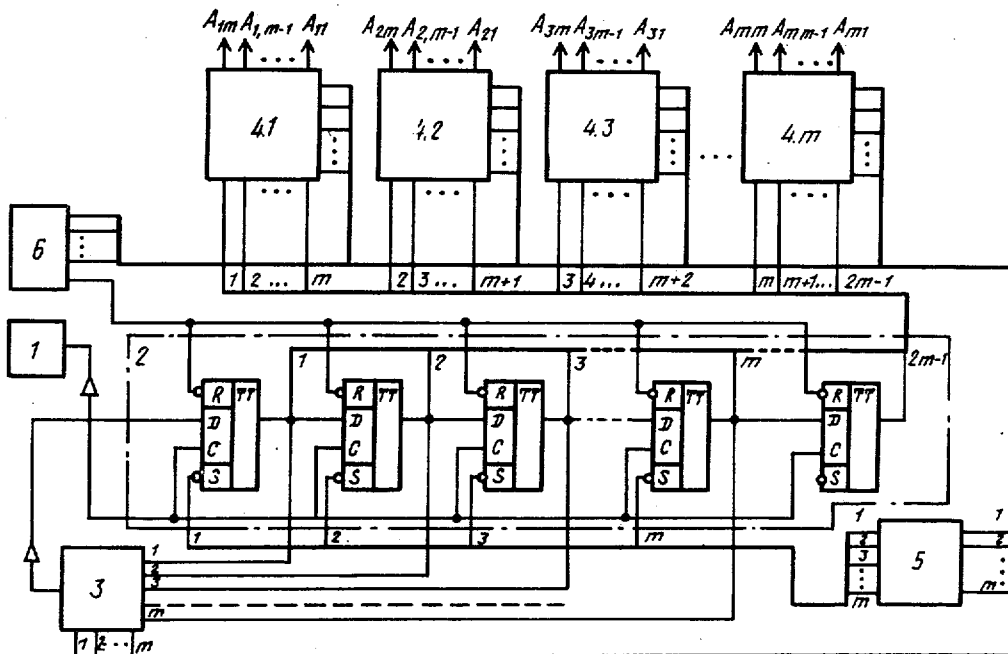 A1m A1,m-1 A11 A2m A2,m-1 A21 A3m A3m-1 A31 Amm Amm-1 Am1
... ... ... ...
4.1 4.2 4.3 ... 4.m
... ... ... ...
6
1 2 ... m 2 3 ... m+1 3 4 ... m+2 m m+1 ... 2m-1
1 2 1 2 3 m 2m-1
R TT R TT R TT R TT R TT
D D D D D
C C C C C
S S S S S
1 2 3 m
1 1
2 2
3 5
m m
1
2
3 3
m
1 2 ... m